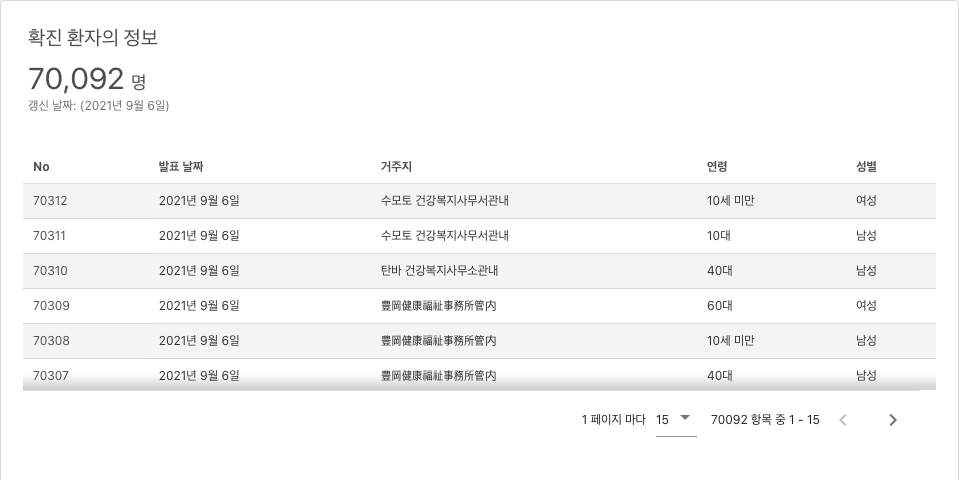 확진 환자의 정보
70,092 명
갱신 날짜: (2021년 9월 6일)
No 발표 날짜 거주지 연령 성별
70312 2021년 9월 6일 수모토 건강복지사무서관내 10세 미만 여성
70311 2021년 9월 6일 수모토 건강복지사무서관내 10대 남성
70310 2021년 9월 6일 탄바 건강복지사무소관내 40대 남성
70309 2021년 9월 6일 豊岡健康福祉事務所管内 60대 여성
70308 2021년 9월 6일 豊岡健康福祉事務所管内 10세 미만 남성
70307 2021년 9월 6일 豊岡健康福祉事務所管内 40대 남성
1 페이지 마다 15 70092 항목 중 1 - 15